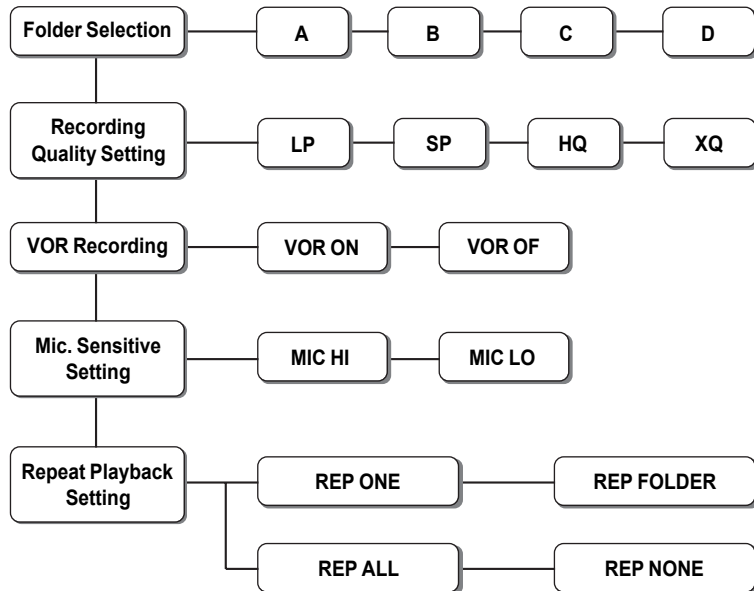 Folder Selection
A
B
C
D
Recording
Quality Setting
LP
SP
HQ
XQ
VOR Recording
VOR ON
VOR OF
Mic. Sensitive
Setting
MIC HI
MIC LO
Repeat Playback
Setting
REP ONE
REP FOLDER
REP ALL
REP NONE